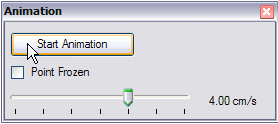 Animation
Start Animation
Point Frozen
4.00 cm/s